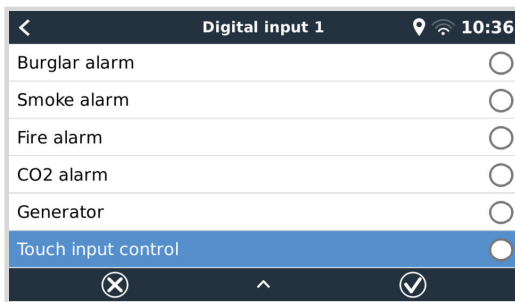 Digital input 1 10:36
Burglar alarm
Smoke alarm
Fire alarm
CO2 alarm
Generator
Touch input control